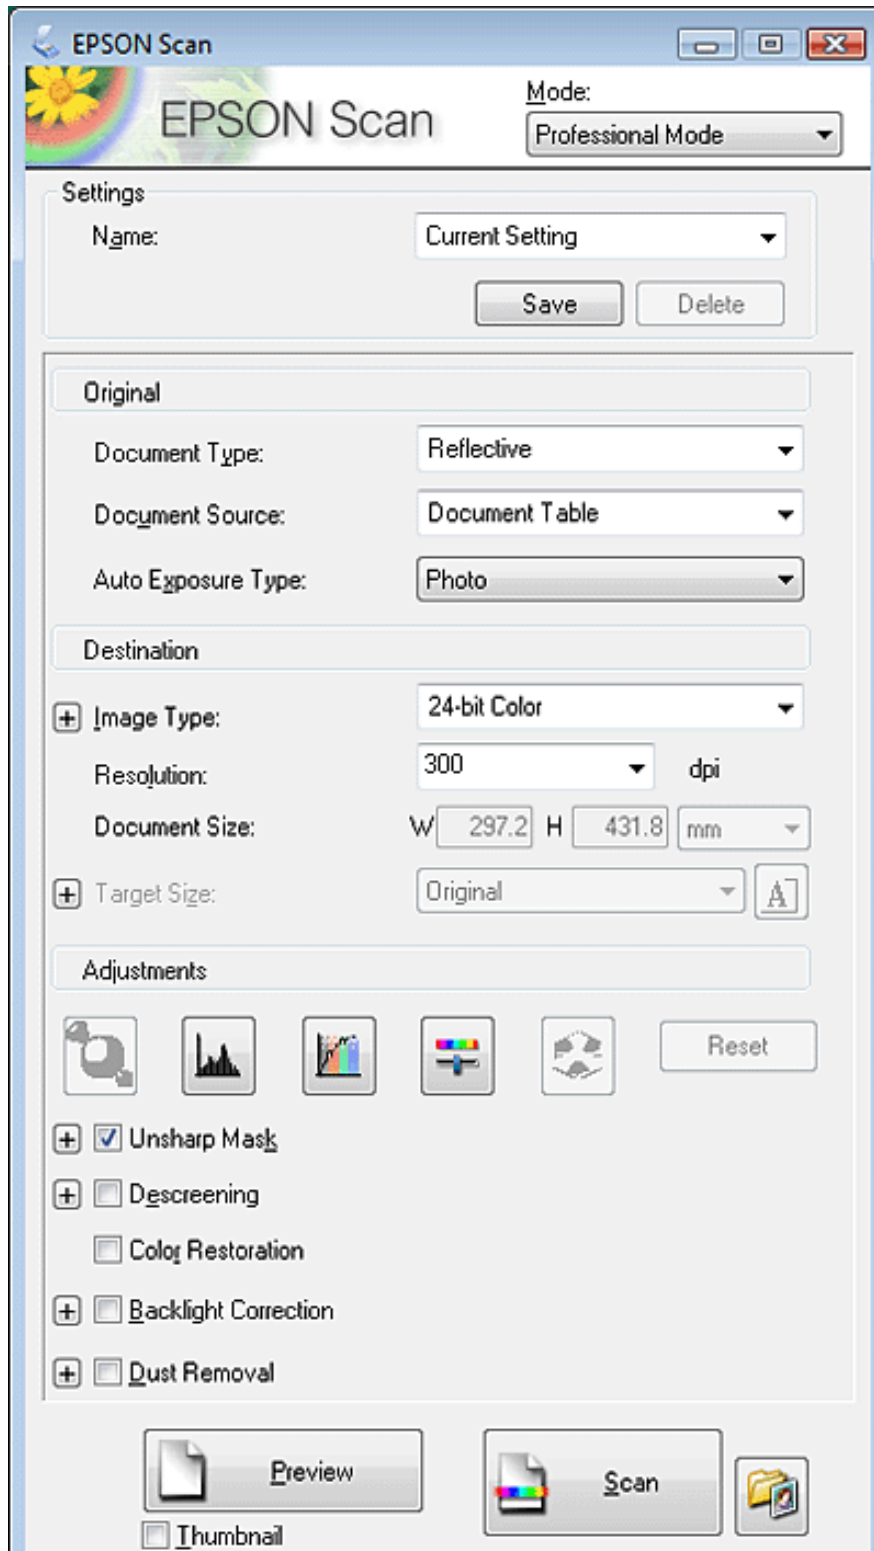 EPSON Scan
EPSON Scan
Mode:
Professional Mode
Settings
Name:
Current Setting
Save
Delete
Original
Document Type:
Reflective
Document Source:
Document Table
Auto Exposure Type:
Photo
Destination
Image Type:
24-bit Color
Resolution:
300
dpi
Document Size:
W 297.2 H 431.8 mm
Target Size:
Original
A
Adjustments
Reset
Unsharp Mask
Descreening
Color Restoration
Backlight Correction
Dust Removal
Preview
Scan
Thumbnail